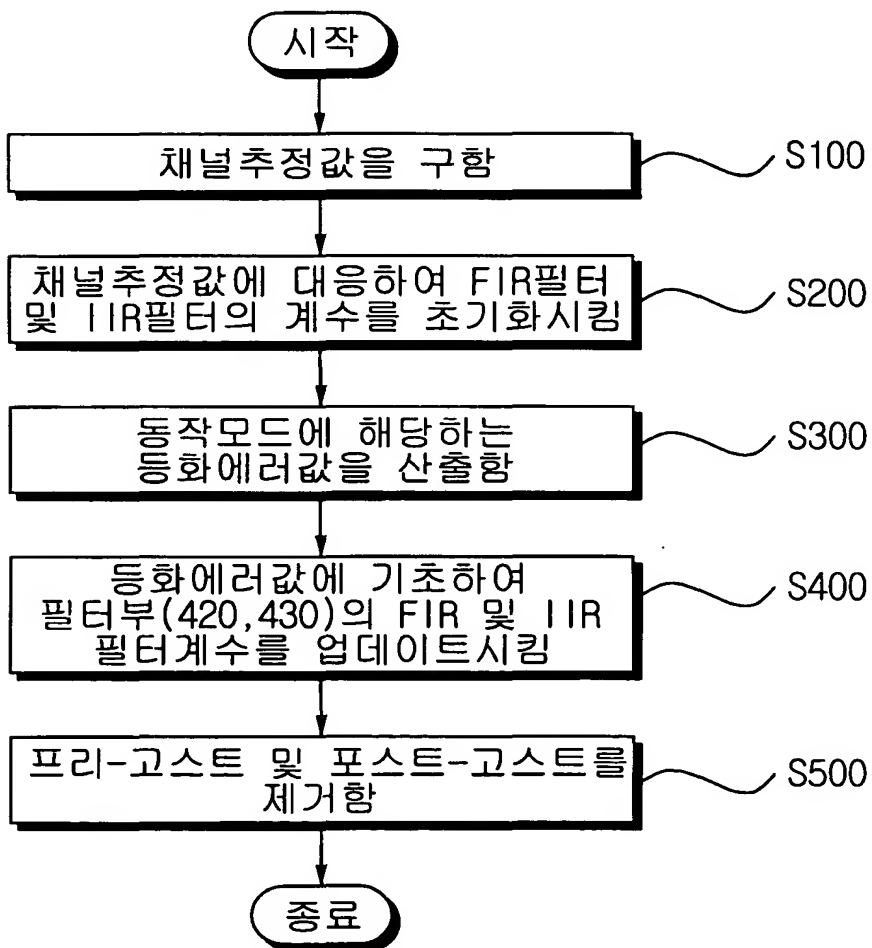 시작
채널추정값을 구함
S100
채널추정값에 대응하여 FIR필터
및 IIR필터의 계수를 초기화시킴
S200
동작모드에 해당하는
등화에러값을 산출함
S300
등화에러값에 기초하여
필터부(420,430)의 FIR 및 IIR
필터계수를 업데이트시킴
S400
프리-고스트 및 포스트-고스트를
제거함
S500
종료